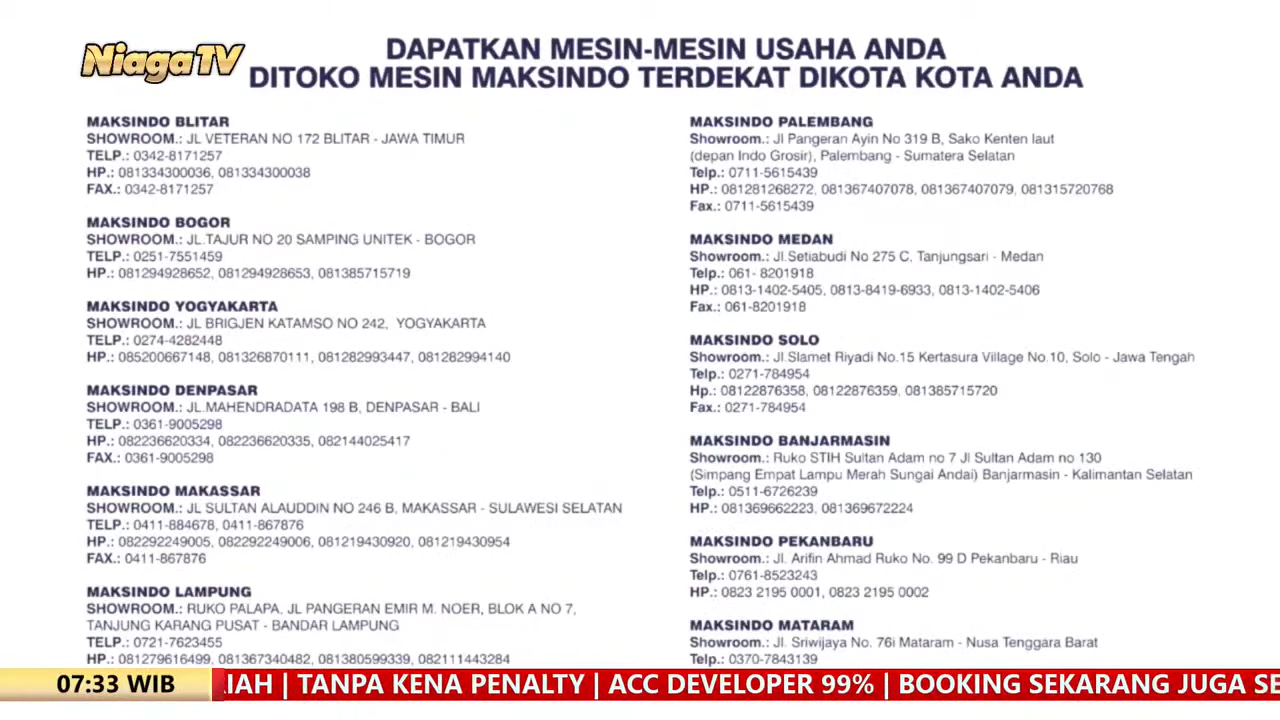 NiagaTV
DAPATKAN MESIN-MESIN USAHA ANDA
DITOKO MESIN MAKSINDO TERDEKAT DIKOTA KOTA ANDA
MAKSINDO BLITAR
SHOWROOM.: JL VETERAN NO 172 BLITAR - JAWA TIMUR
TELP.: 0342-8171257
HP.: 081334300036, 081334300038
FAX.: 0342-8171257
MAKSINDO BOGOR
SHOWROOM.: JL.TAJUR NO 20 SAMPING UNITEK - BOGOR
TELP.: 0251-7551459
HP.: 081294928652, 081294928653, 081385715719
MAKSINDO YOGYAKARTA
SHOWROOM.: JL BRIGJEN KATAMSO NO 242, YOGYAKARTA
TELP.: 0274-4282448
HP.: 085200667148, 081326870111, 081282993447, 081282994140
MAKSINDO DENPASAR
SHOWROOM.: JL.MAHENDRADATA 198 B, DENPASAR - BALI
TELP.: 0361-9005298
HP.: 082236620334, 082236620335, 082144025417
FAX.: 0361-9005298
MAKSINDO MAKASSAR
SHOWROOM.: JL SULTAN ALAUDDIN NO 246 B, MAKASSAR - SULAWESI SELATAN
TELP.: 0411-884678, 0411-867876
HP.: 082292249005, 082292249006, 081219430920, 081219430954
FAX.: 0411-867876
MAKSINDO LAMPUNG
SHOWROOM.: RUKO PALAPA, JL PANGERAN EMIR M. NOER, BLOK A NO 7,
TANJUNG KARANG PUSAT - BANDAR LAMPUNG
TELP.: 0721-7623455
HP.: 081279616499, 081367340482, 081380599339, 082111443284
MAKSINDO PALEMBANG
Showroom.: Jl Pangeran Ayin No 319 B, Sako Kenten laut
(depan Indo Grosir), Palembang - Sumatera Selatan
Telp.: 0711-5615439
HP.: 081281268272, 081367407078, 081367407079, 081315720768
Fax.: 0711-5615439
MAKSINDO MEDAN
Showroom.: Jl.Setiabudi No 275 C, Tanjungsari - Medan
Telp.: 061- 8201918
HP.: 0813-1402-5405, 0813-8419-6933, 0813-1402-5406
Fax.: 061-8201918
MAKSINDO SOLO
Showroom.: Jl.Slamet Riyadi No.15 Kertasura Village No.10, Solo - Jawa Tengah
Telp.: 0271-784954
Hp.: 08122876358, 08122876359, 081385715720
Fax.: 0271-784954
MAKSINDO BANJARMASIN
Showroom.: Ruko STIH Sultan Adam no 7 Jl Sultan Adam no 130
(Simpang Empat Lampu Merah Sungai Andai) Banjarmasin - Kalimantan Selatan
Telp.: 0511-6726239
HP.: 081369662223, 081369672224
MAKSINDO PEKANBARU
Showroom.: Jl. Arifin Ahmad Ruko No. 99 D Pekanbaru - Riau
Telp.: 0761-8523243
HP.: 0823 2195 0001, 0823 2195 0002
MAKSINDO MATARAM
Showroom.: Jl. Sriwijaya No. 76i Mataram - Nusa Tenggara Barat
Telp.: 0370-7843139
07:33 WIB
IAH | TANPA KENA PENALTY | ACC DEVELOPER 99% | BOOKING SEKARANG JUGA SE